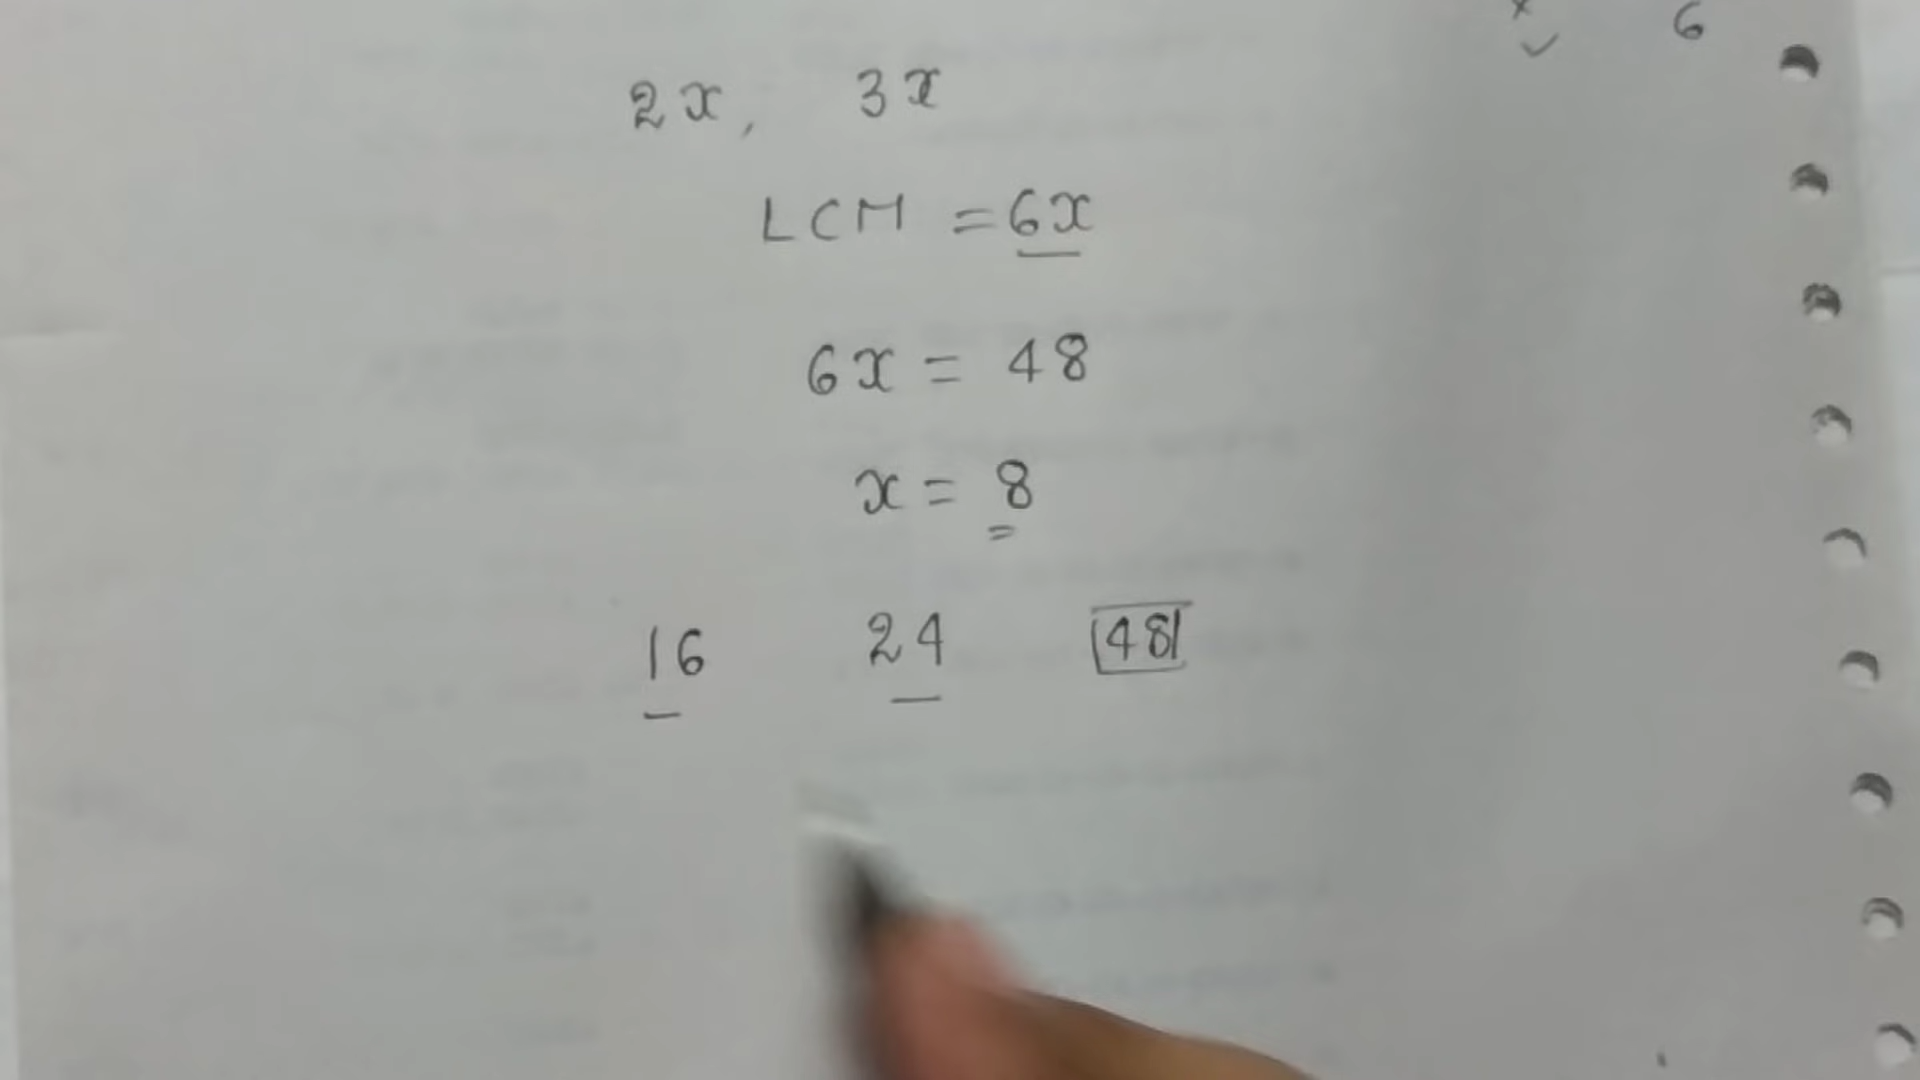 6
2x, 3x
LCM = 6x
6x = 48
x = 8
16 24 48